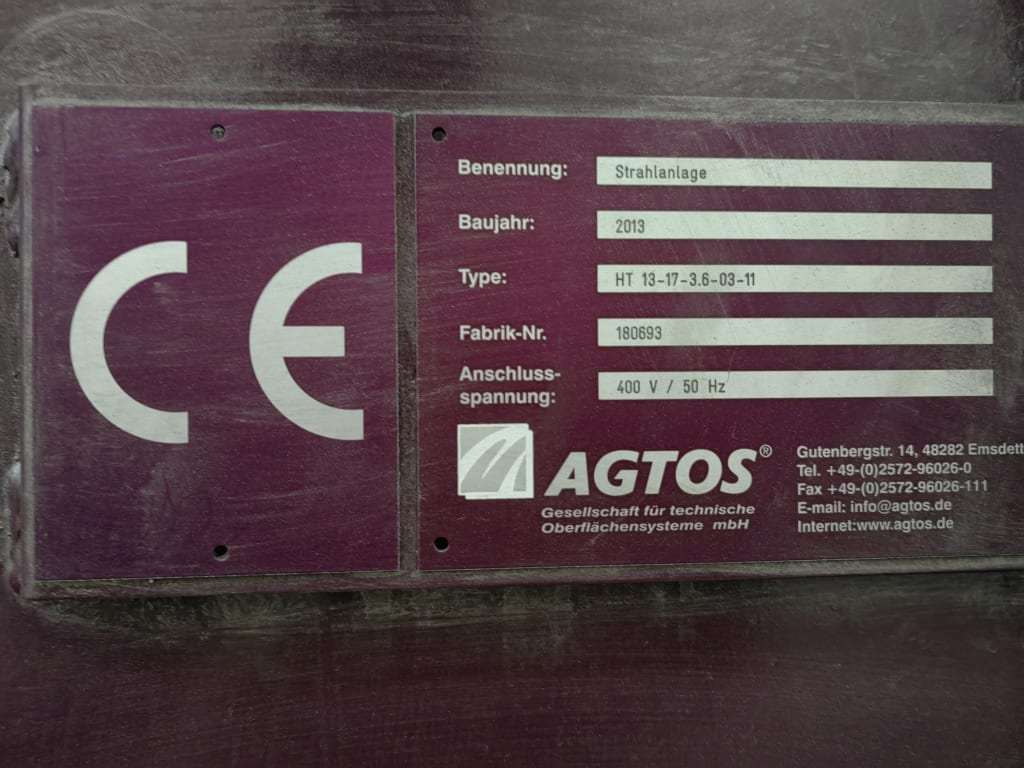 CE
Benennung: Strahlanlage
Baujahr: 2013
Type: HT 13-17-3.6-03-11
Fabrik-Nr. 180693
Anschluss-
spannung: 400 V / 50 Hz
AGTOS®
Gesellschaft für technische
Oberflächensysteme mbH
Gutenbergstr. 14, 48282 Emsdett
Tel. +49-(0)2572-96026-0
Fax +49-(0)2572-96026-111
E-mail: info@agtos.de
Internet:www.agtos.de